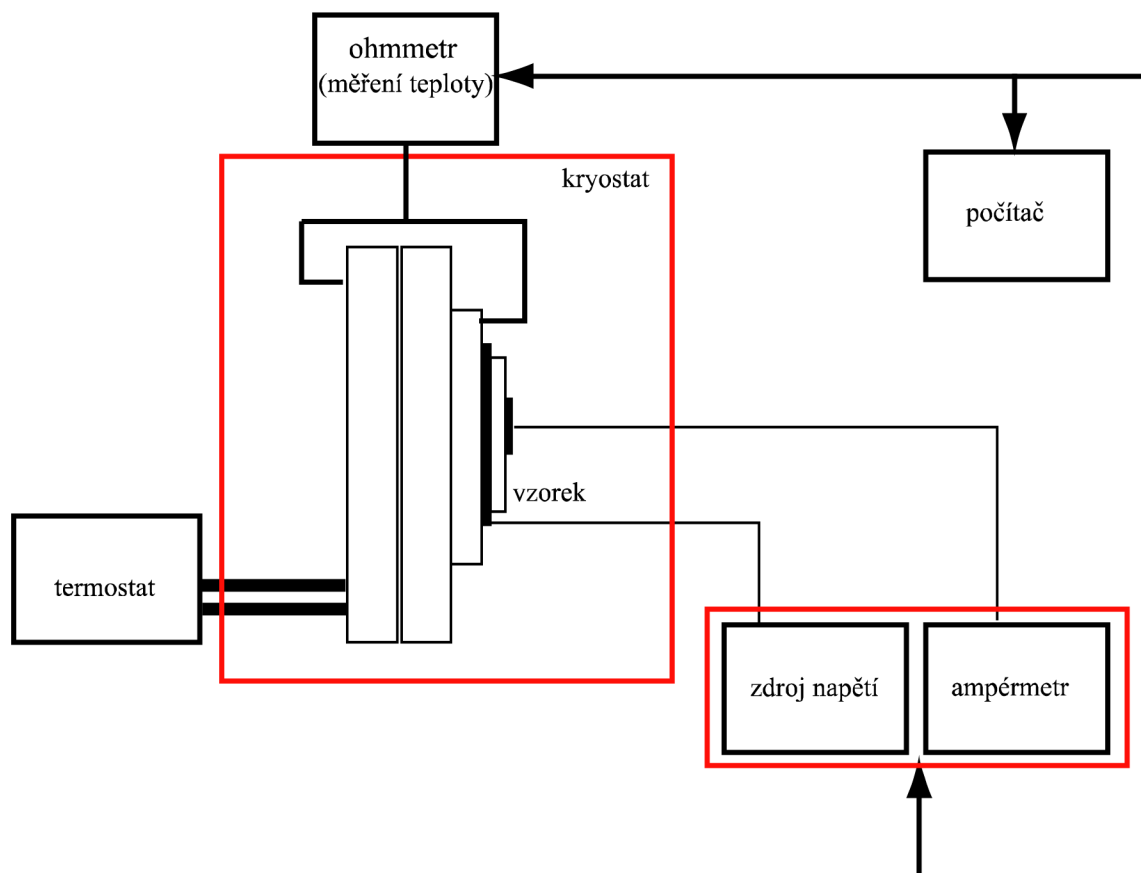 ohmmetr
(měření teploty)
kryostat
počítač
vzorek
termostat
zdroj napětí
ampérmetr